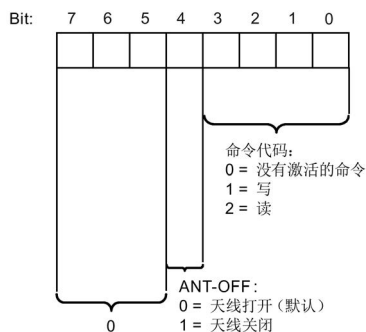 Bit: 7 6 5 4 3 2 1 0
命令代码：
0 = 没有激活的命令
1 = 写
2 = 读
ANT-OFF：
0 = 天线打开（默认）
1 = 天线关闭
0